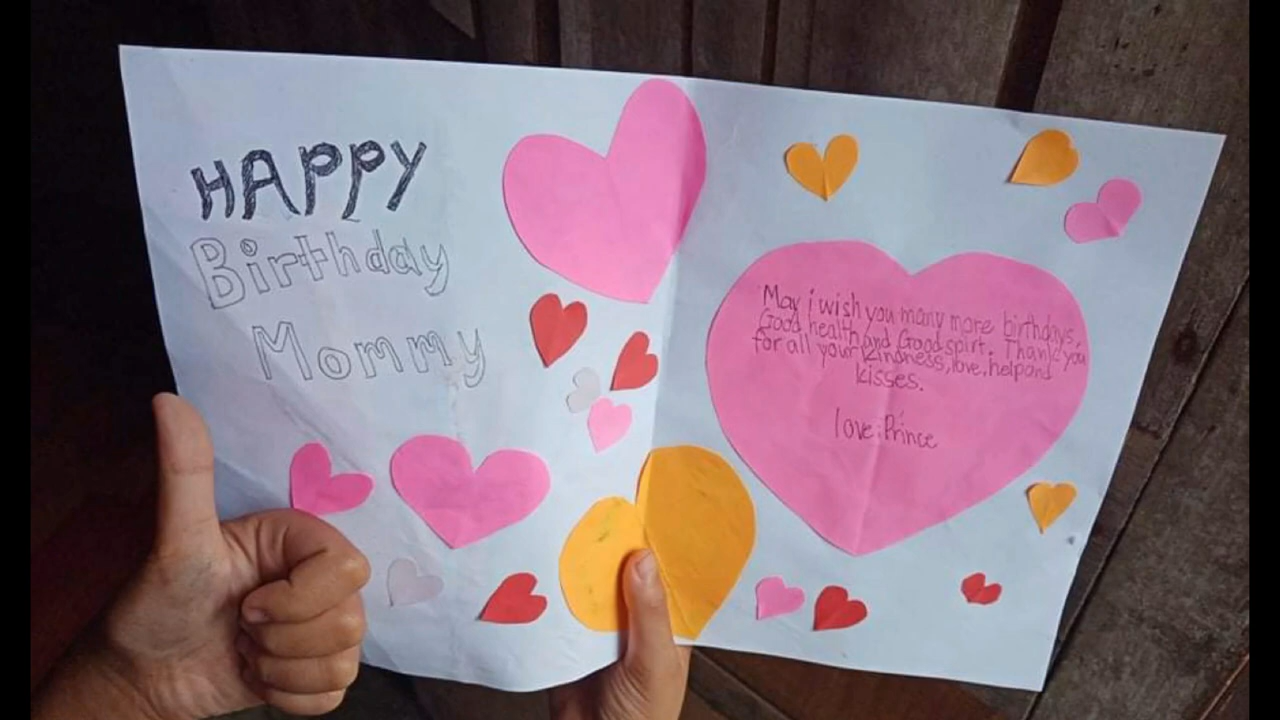 HAPPY
Birthday
Mommy
May i wish you many more birthdays,
Good health and Good spirt. Thank you
for all your kindness, love, help and
kisses.
love: Prince